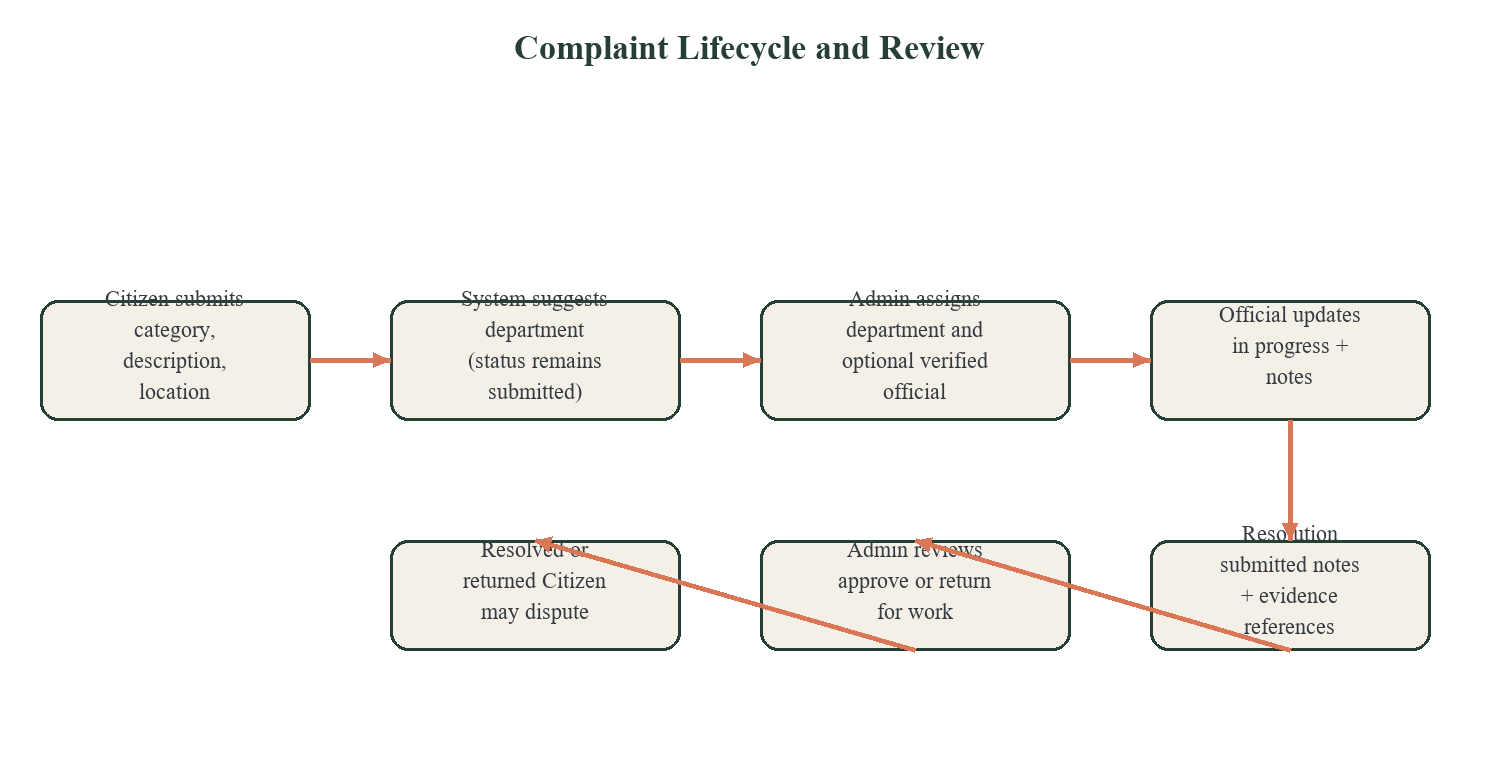 Complaint Lifecycle and Review
Citizen submits
category,
description,
location
System suggests
department
(status remains
submitted)
Admin assigns
department and
optional verified
official
Official updates
in progress +
notes
Resolution
submitted notes
+ evidence
references
Admin reviews
approve or return
for work
Resolved or
returned Citizen
may dispute